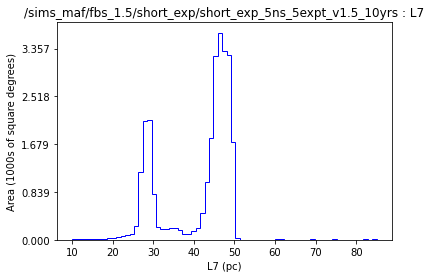 /sims_maf/fbs_1.5/short_exp/short_exp_5ns_5expt_v1.5_10yrs : L7
Area (1000s of square degrees)
3.357
2.518
1.679
0.839
0.000
10 20 30 40 50 60 70 80
L7 (pc)